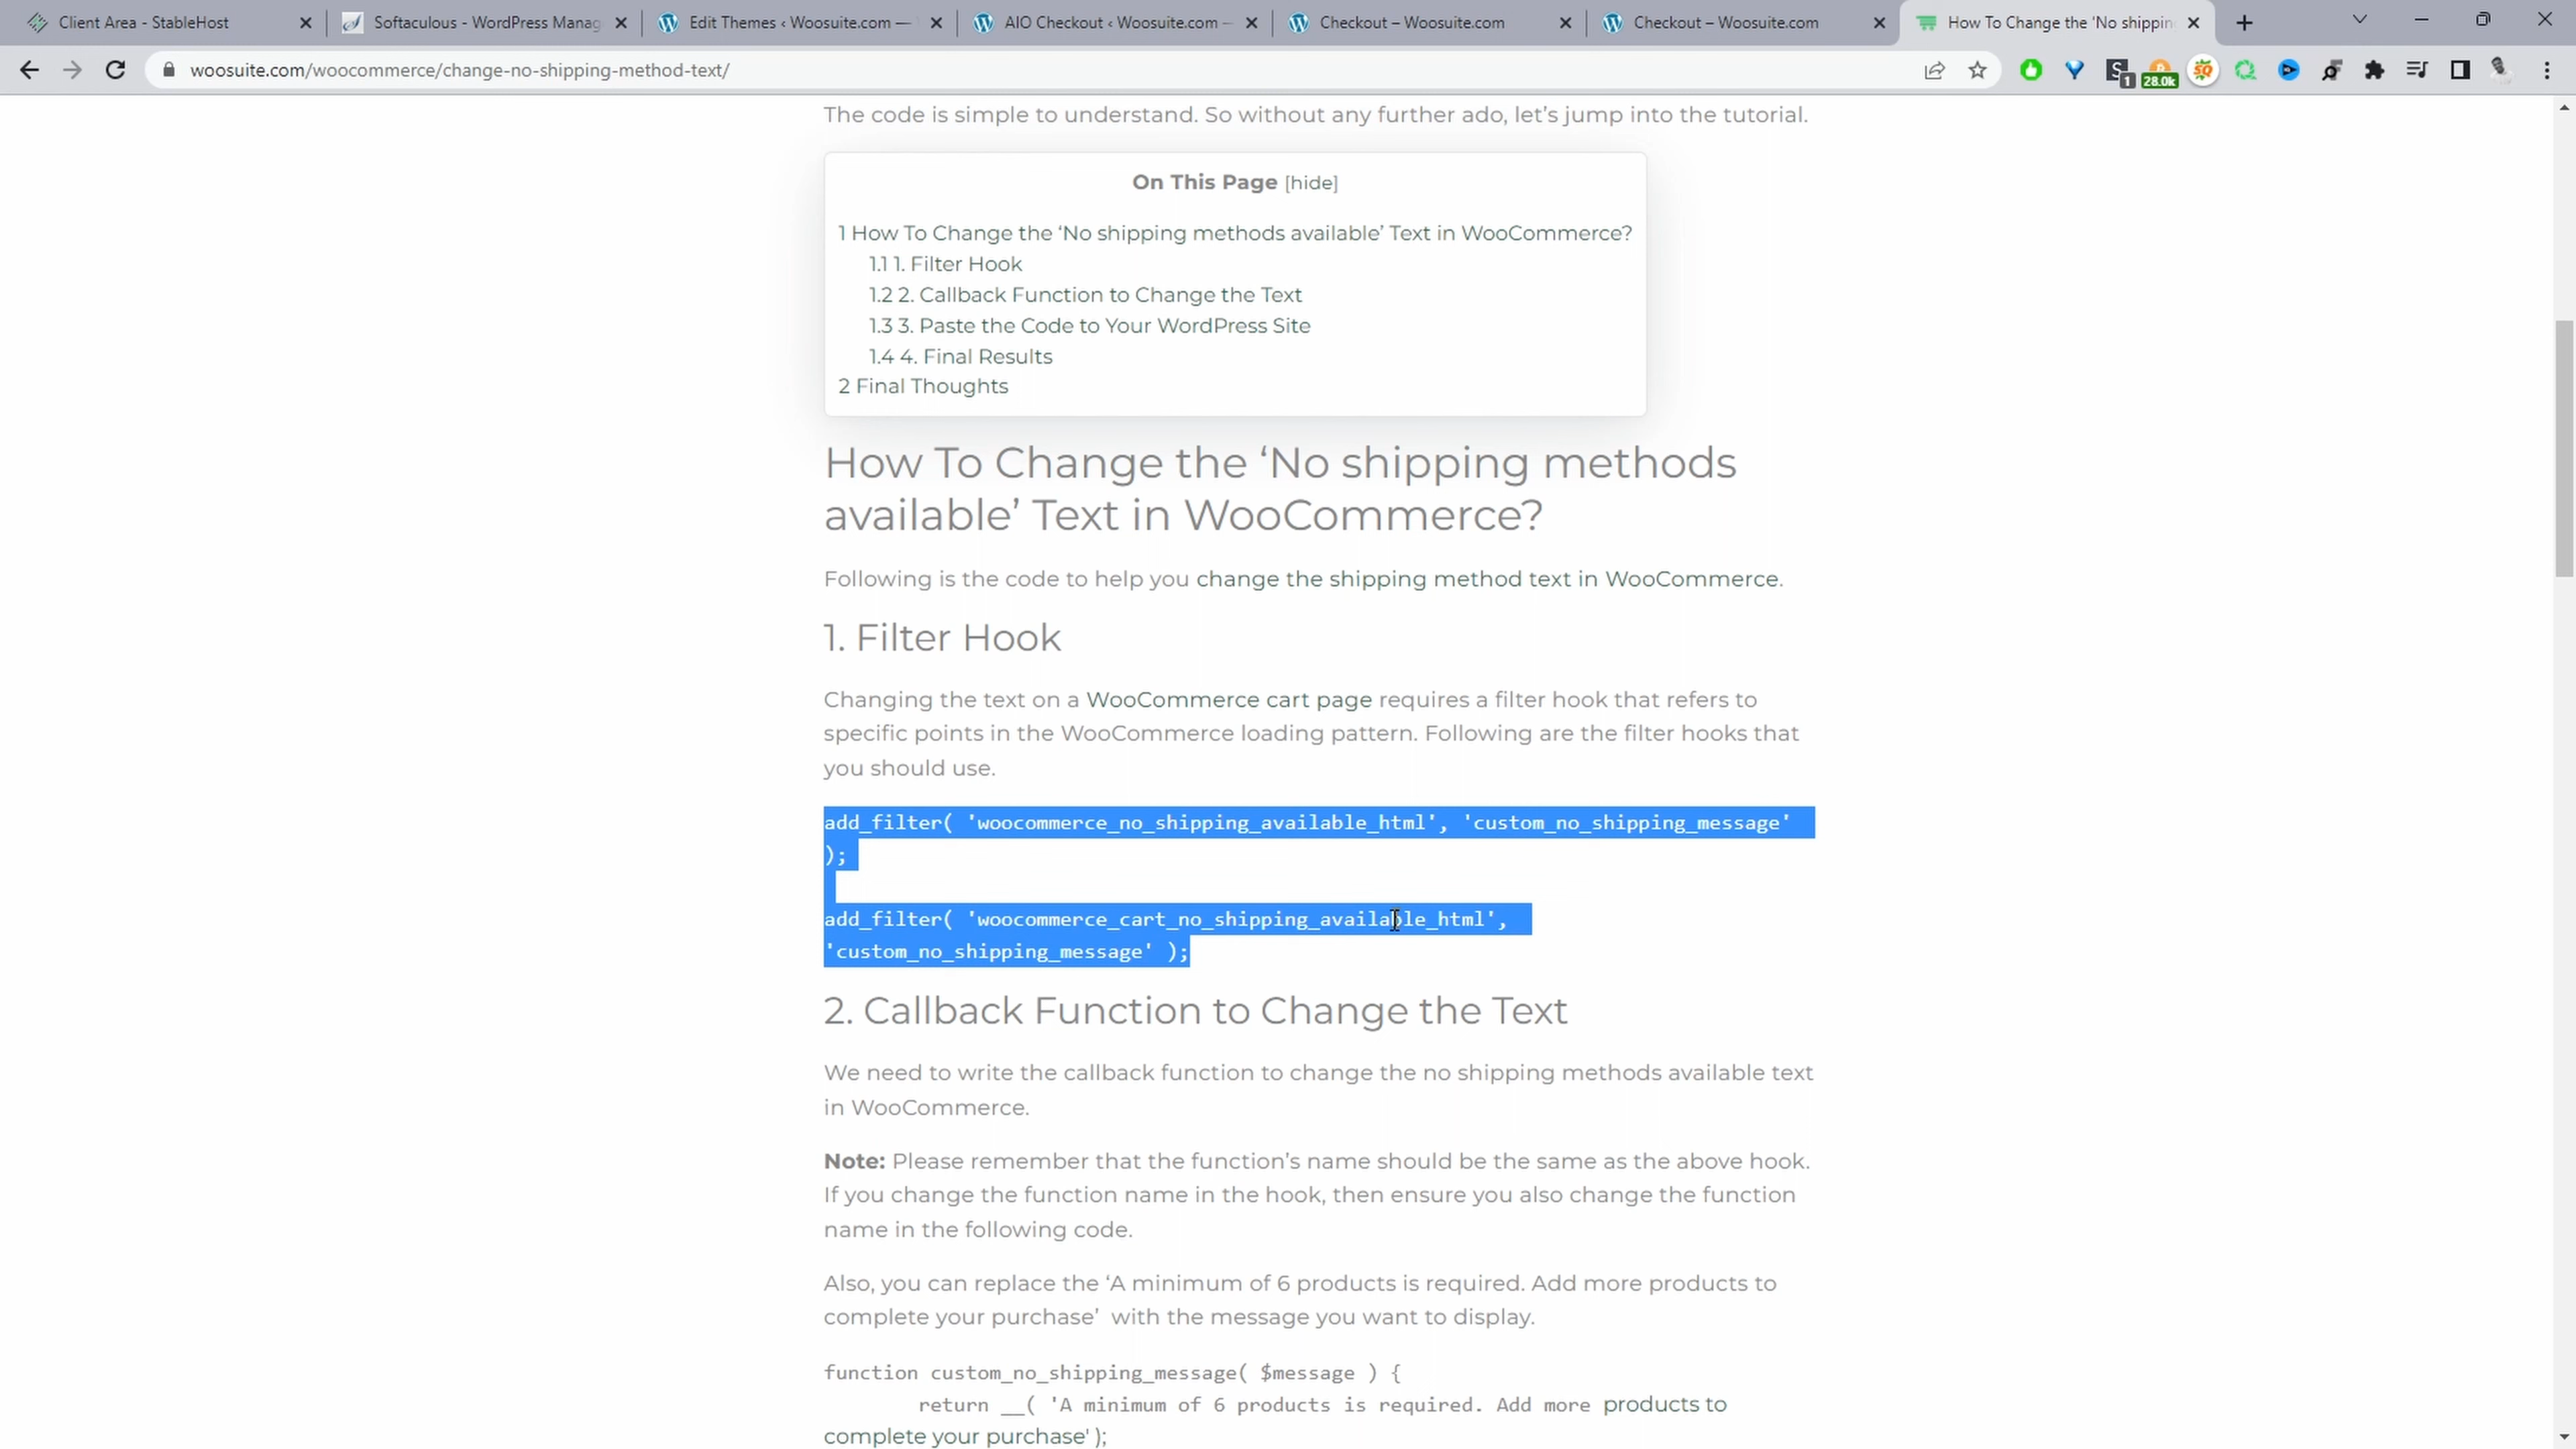 Client Area - StableHost
Softaculous - WordPress Manag
Edit Themes ‹ Woosuite.com —
AIO Checkout ‹ Woosuite.com —
Checkout – Woosuite.com
Checkout – Woosuite.com
How To Change the ‘No shippin
woosuite.com/woocommerce/change-no-shipping-method-text/
1
28.0k
SQ
The code is simple to understand. So without any further ado, let’s jump into the tutorial.
On This Page [hide]
1 How To Change the ‘No shipping methods available’ Text in WooCommerce?
1.1 1. Filter Hook
1.2 2. Callback Function to Change the Text
1.3 3. Paste the Code to Your WordPress Site
1.4 4. Final Results
2 Final Thoughts
How To Change the ‘No shipping methods
available’ Text in WooCommerce?
Following is the code to help you change the shipping method text in WooCommerce.
1. Filter Hook
Changing the text on a WooCommerce cart page requires a filter hook that refers to
specific points in the WooCommerce loading pattern. Following are the filter hooks that
you should use.
add_filter( 'woocommerce_no_shipping_available_html', 'custom_no_shipping_message'
);
add_filter( 'woocommerce_cart_no_shipping_available_html',
'custom_no_shipping_message' );
2. Callback Function to Change the Text
We need to write the callback function to change the no shipping methods available text
in WooCommerce.
Note: Please remember that the function’s name should be the same as the above hook.
If you change the function name in the hook, then ensure you also change the function
name in the following code.
Also, you can replace the ‘A minimum of 6 products is required. Add more products to
complete your purchase’ with the message you want to display.
function custom_no_shipping_message( $message ) {
return __( 'A minimum of 6 products is required. Add more products to
complete your purchase' );